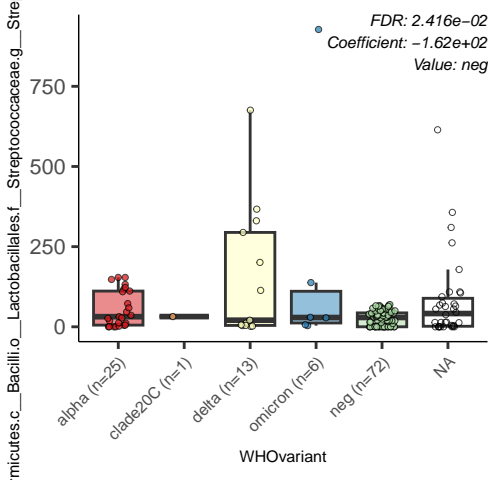 FDR: 2.416e−02
Coefficient: −1.62e+02
Value: neg
rmicutes.c__Bacilli.o__Lactobacillales.f__Streptococcaceae.g__Stre
750
500
250
0
alpha (n=25)
clade20C (n=1)
delta (n=13)
omicron (n=6)
neg (n=72)
NA
WHOvariant